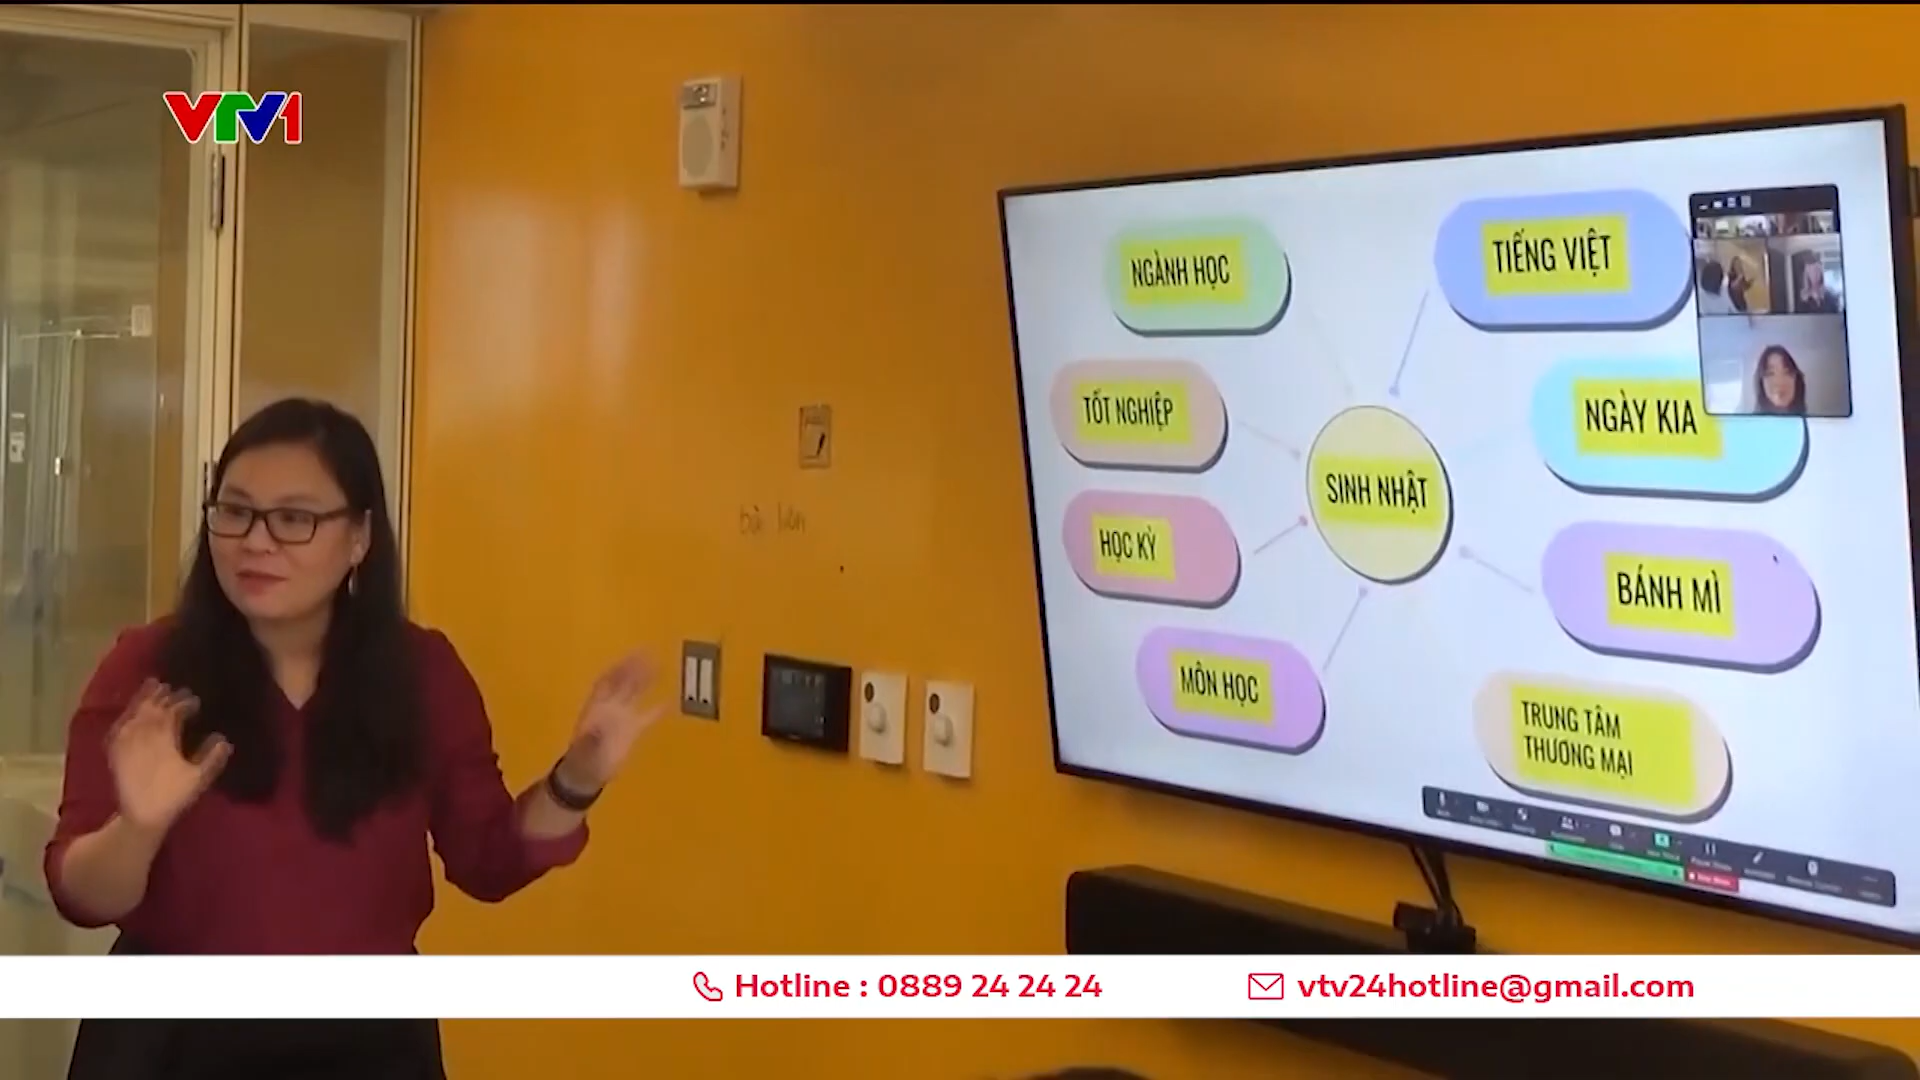 VTV1
NGÀNH HỌC
TIẾNG VIỆT
TỐT NGHIỆP
NGÀY KIA
SINH NHẬT
HỌC KỲ
BÁNH MÌ
MÔN HỌC
TRUNG TÂM
THƯƠNG MẠI
Hotline : 0889 24 24 24
vtv24hotline@gmail.com